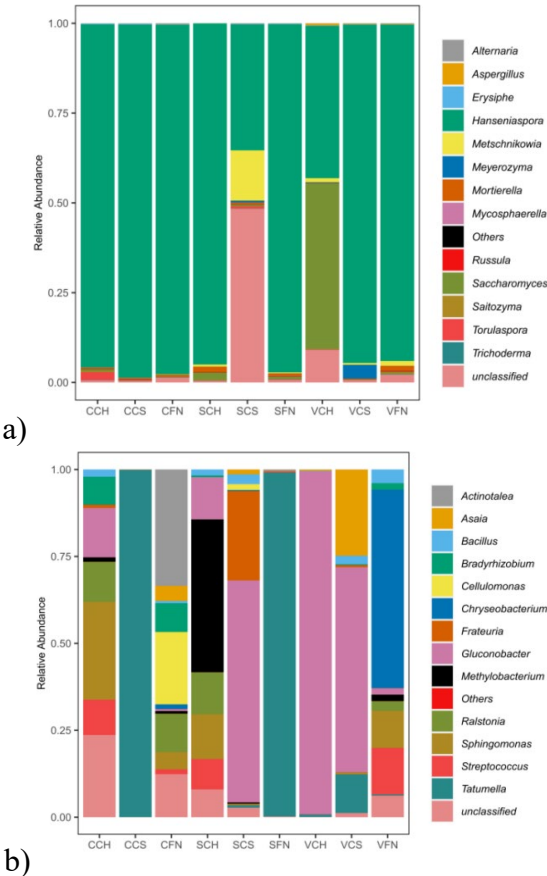 1.00
0.75
0.50
0.25
0.00
Relative Abundance
CCH CCS CFN SCH SCS SFN VCH VCS VFN
Alternaria
Aspergillus
Erysiphe
Hanseniaspora
Metschnikowia
Meyerozyma
Mortierella
Mycosphaerella
Others
Russula
Saccharomyces
Saitozyma
Torulaspora
Trichoderma
unclassified
a)
1.00
0.75
0.50
0.25
0.00
Relative Abundance
CCH CCS CFN SCH SCS SFN VCH VCS VFN
Actinotalea
Asaia
Bacillus
Bradyrhizobium
Cellulomonas
Chryseobacterium
Frateuria
Gluconobacter
Methylobacterium
Others
Ralstonia
Sphingomonas
Streptococcus
Tatumella
unclassified
b)